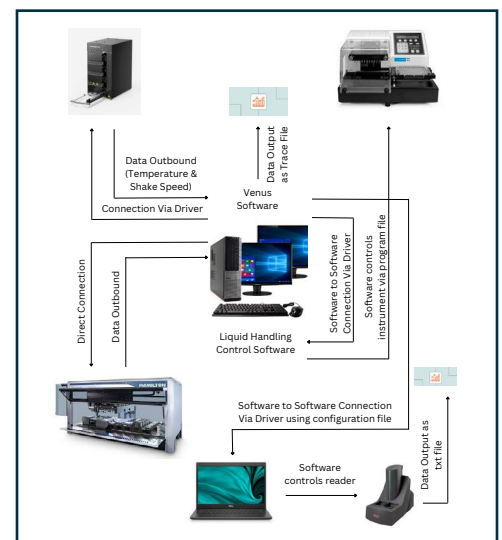 Data Outbound
(Temperature &
Shake Speed)
Connection Via Driver
Data Output
as Trace File
Venus
Software
Direct Connection
Data Outbound
Software to Software
Connection Via Driver
Software controls
instrument via program file
Liquid Handling
Control Software
HAMILTON
Software to Software Connection
Via Driver using configuration file
Software
controls reader
Data Output as
txt file